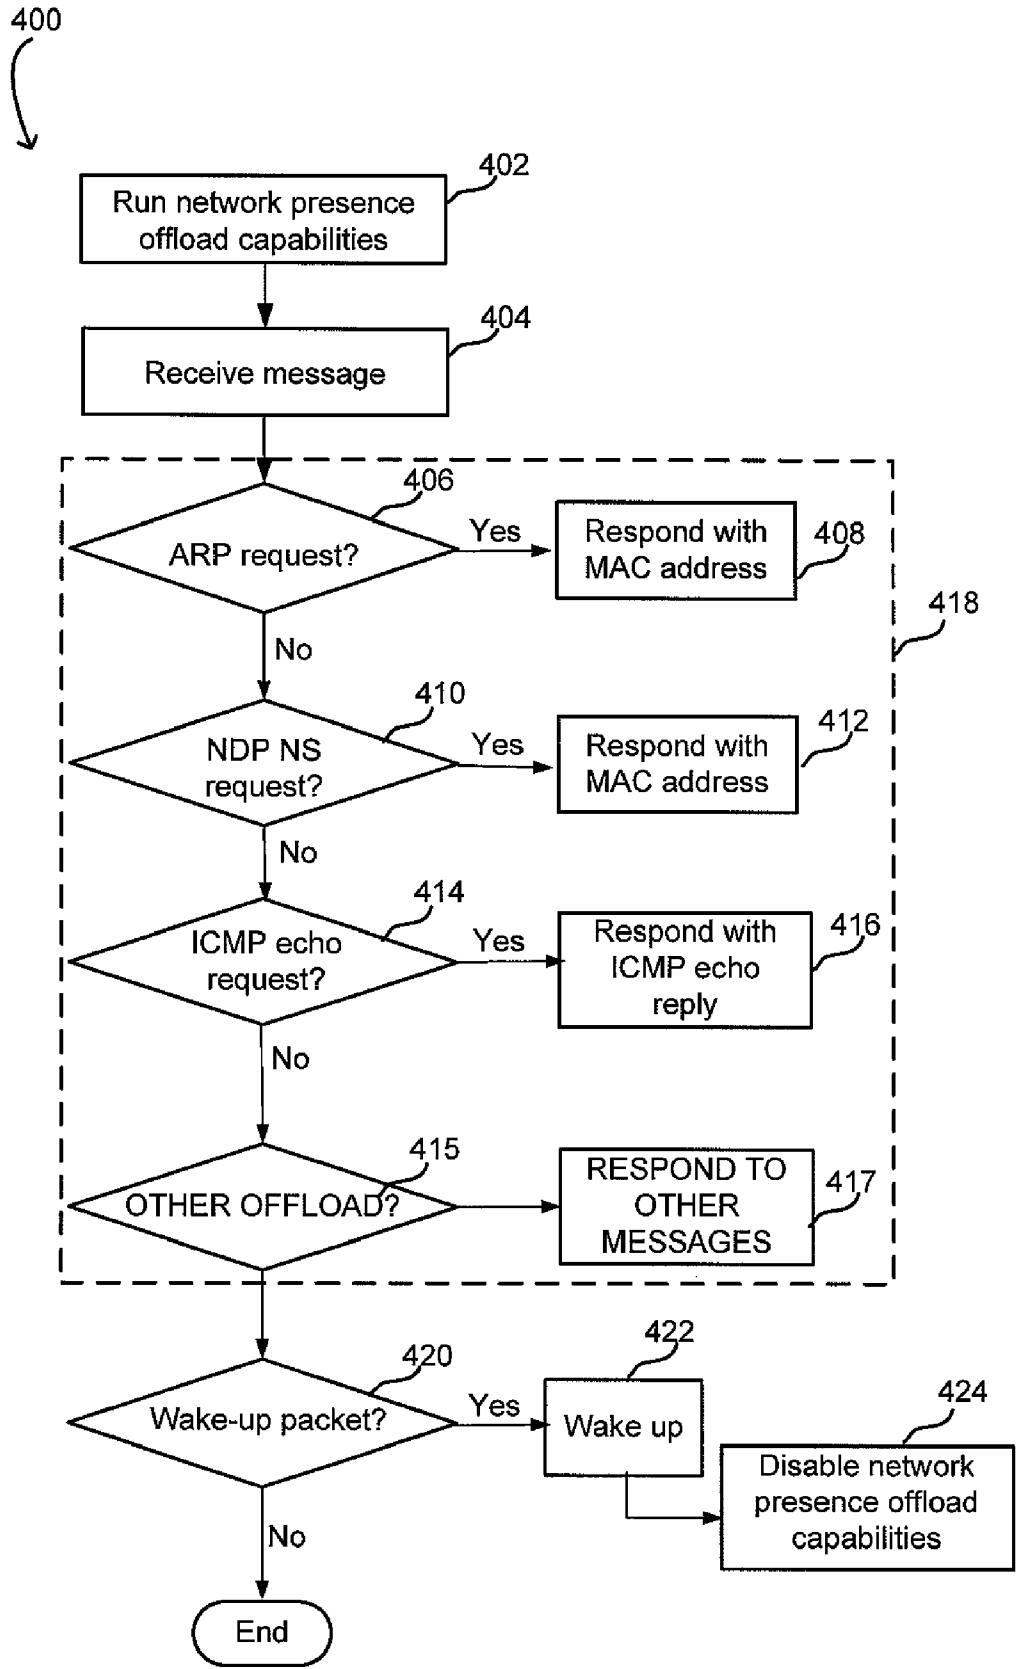 400
402
Run network presence
offload capabilities
404
Receive message
406
ARP request?
Yes
Respond with
MAC address
408
418
No
410
NDP NS
request?
Yes
Respond with
MAC address
412
No
414
ICMP echo
request?
Yes
Respond with
ICMP echo
reply
416
No
415
OTHER OFFLOAD?
RESPOND TO
OTHER
MESSAGES
417
420
Wake-up packet?
Yes
422
Wake up
424
Disable network
presence offload
capabilities
No
End